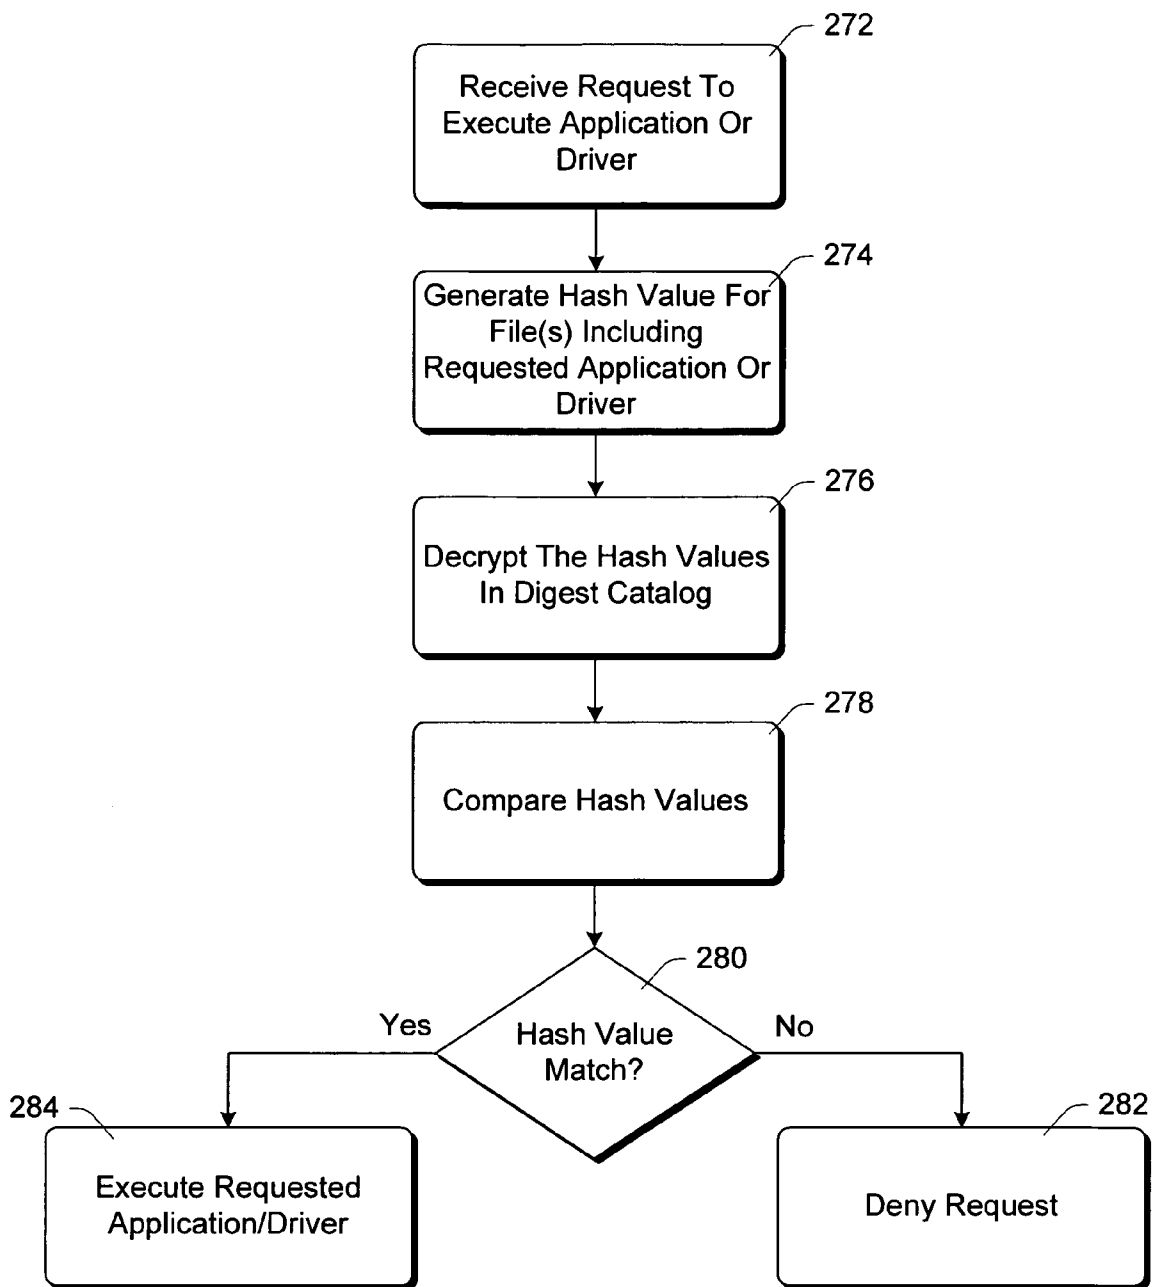 272
Receive Request To
Execute Application Or
Driver
274
Generate Hash Value For
File(s) Including
Requested Application Or
Driver
276
Decrypt The Hash Values
In Digest Catalog
278
Compare Hash Values
280
Hash Value
Match?
Yes
No
284
Execute Requested
Application/Driver
282
Deny Request